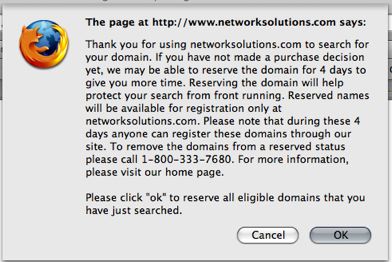 The page at http://www.networksolutions.com says:
Thank you for using networksolutions.com to search for
your domain. If you have not made a purchase decision
yet, we may be able to reserve the domain for 4 days to
give you more time. Reserving the domain will help
protect your search from front running. Reserved names
will be available for registration only at
networksolutions.com. Please note that during these 4
days anyone can register these domains through our
site. To remove the domains from a reserved status
please call 1-800-333-7680. For more information,
please visit our home page.
Please click "ok" to reserve all eligible domains that you
have just searched.
Cancel
OK